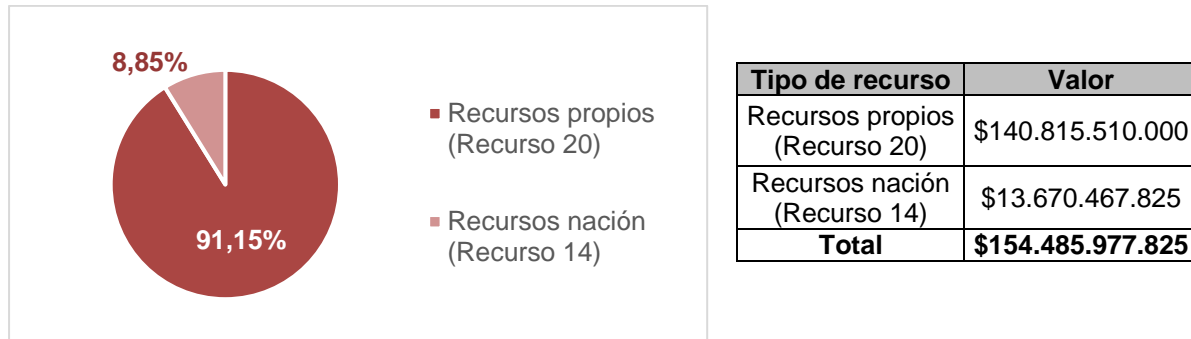 8,85%
91,15%
Recursos propios
(Recurso 20)
Recursos nación
(Recurso 14)
Tipo de recurso Valor
Recursos propios
(Recurso 20) $140.815.510.000
Recursos nación
(Recurso 14) $13.670.467.825
Total $154.485.977.825